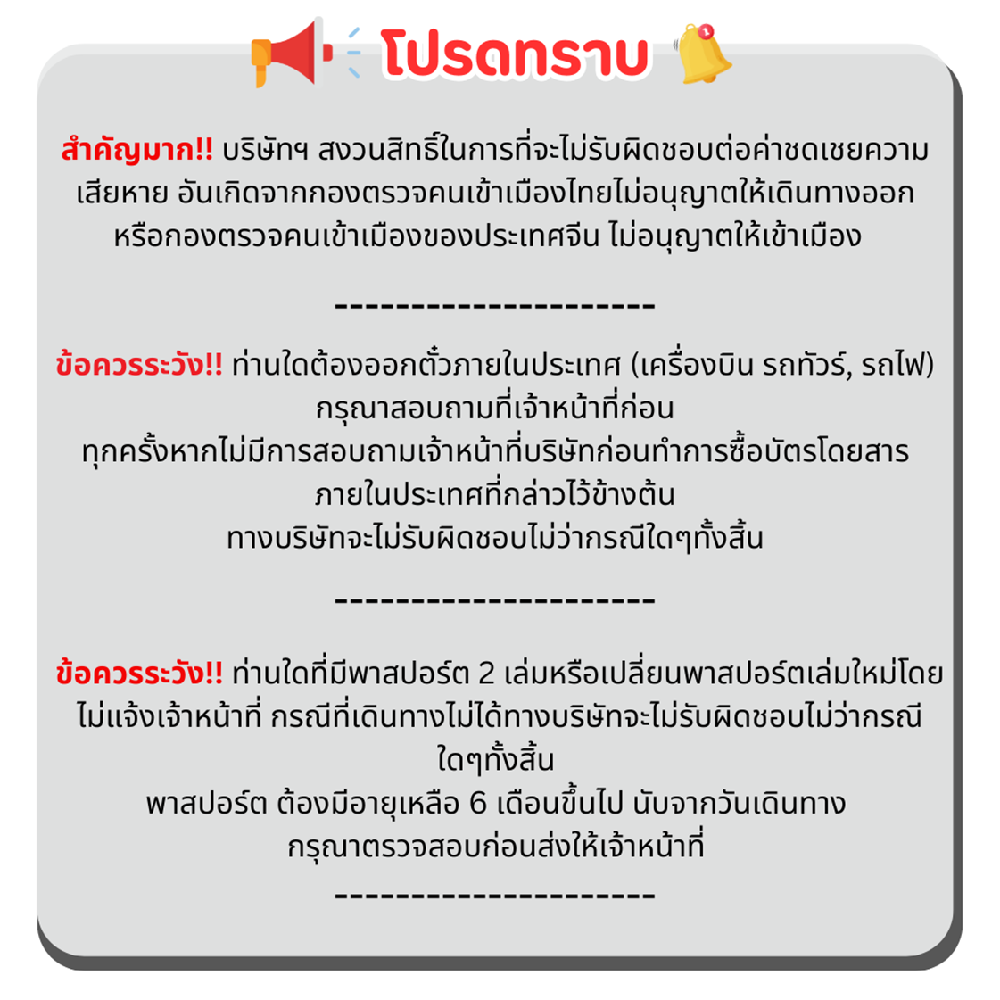 โปรดทราบ
1
สำคัญมาก!! บริษัทฯ สงวนสิทธิ์ในการที่จะไม่รับผิดชอบต่อค่าชดเชยความ
เสียหาย อันเกิดจากกองตรวจคนเข้าเมืองไทยไม่อนุญาตให้เดินทางออก
หรือกองตรวจคนเข้าเมืองของประเทศจีน ไม่อนุญาตให้เข้าเมือง
---------------------
ข้อควรระวัง!! ท่านใดต้องออกตั๋วภายในประเทศ (เครื่องบิน รถทัวร์, รถไฟ)
กรุณาสอบถามที่เจ้าหน้าที่ก่อน
ทุกครั้งหากไม่มีการสอบถามเจ้าหน้าที่บริษัทก่อนทำการซื้อบัตรโดยสาร
ภายในประเทศที่กล่าวไว้ข้างต้น
ทางบริษัทจะไม่รับผิดชอบไม่ว่ากรณีใดๆทั้งสิ้น
---------------------
ข้อควรระวัง!! ท่านใดที่มีพาสปอร์ต 2 เล่มหรือเปลี่ยนพาสปอร์ตเล่มใหม่โดย
ไม่แจ้งเจ้าหน้าที่ กรณีที่เดินทางไม่ได้ทางบริษัทจะไม่รับผิดชอบไม่ว่ากรณี
ใดๆทั้งสิ้น
พาสปอร์ต ต้องมีอายุเหลือ 6 เดือนขึ้นไป นับจากวันเดินทาง
กรุณาตรวจสอบก่อนส่งให้เจ้าหน้าที่
---------------------